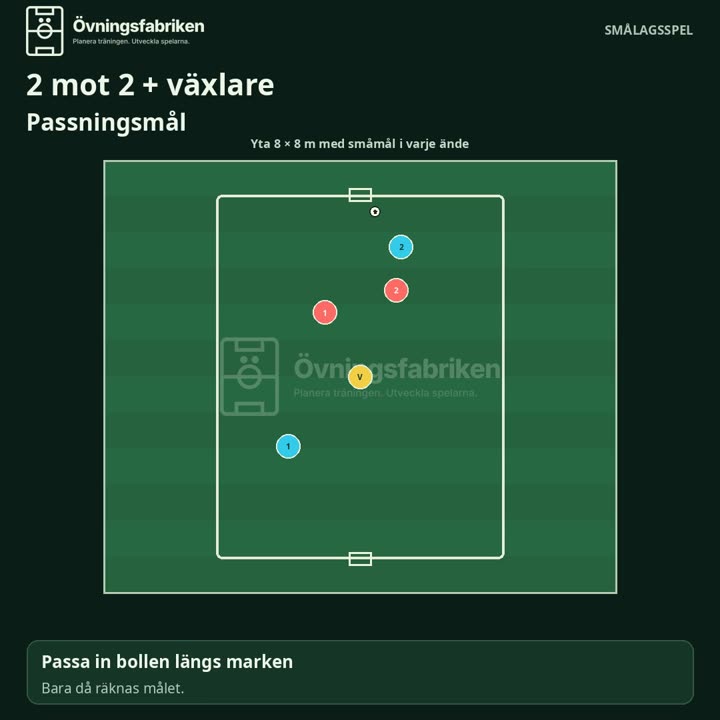 Övningsfabriken
Planera träningen. Utveckla spelarna.
SMÅLAGSSPEL
2 mot 2 + växlare
Passningsmål
Yta 8 × 8 m med småmål i varje ände
2
2
1
Övningsfabriken
V
Planera träningen. Utveckla spelarna.
1
Passa in bollen längs marken
Bara då räknas målet.